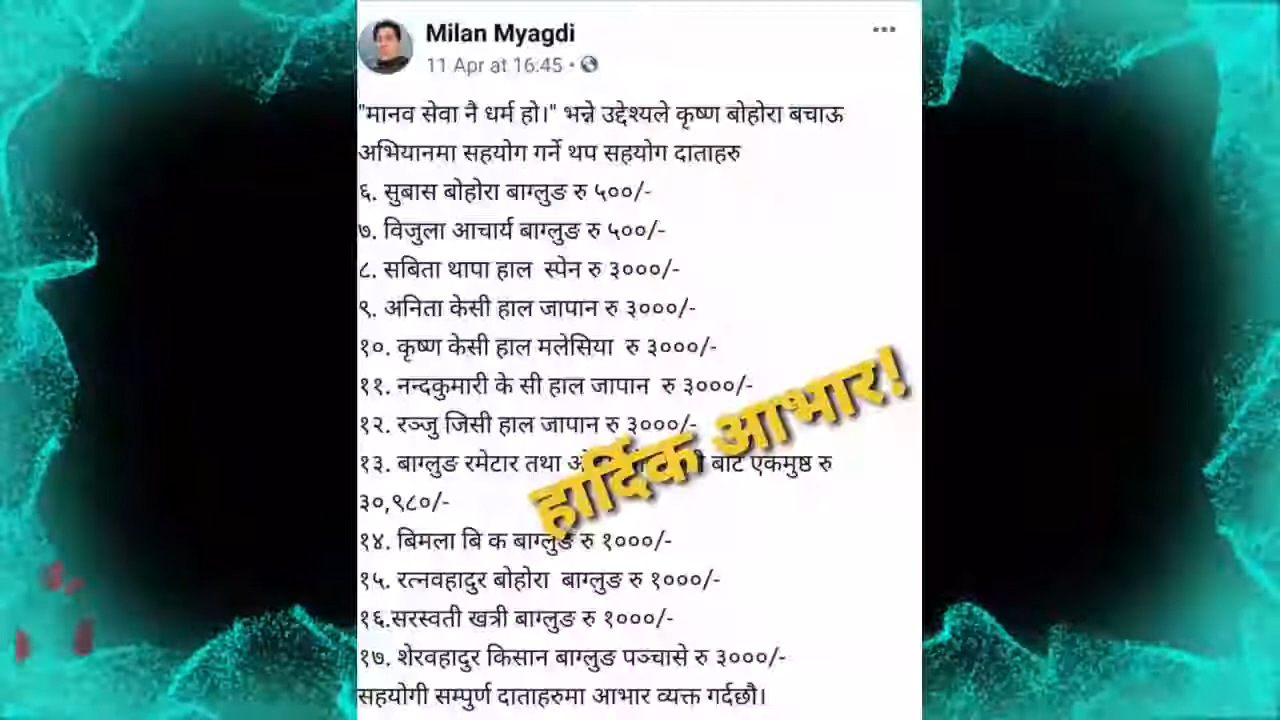 Milan Myagdi
11 Apr at 16:45 •
"मानव सेवा नै धर्म हो।" भन्ने उद्देश्यले कृष्ण बोहोरा बचाऊ
अभियानमा सहयोग गर्ने थप सहयोग दाताहरु
६. सुबास बोहोरा बाग्लुङ रु ५००/-
७. विजुला आचार्य बाग्लुङ रु ५००/-
८. सबिता थापा हाल स्पेन रु ३०००/-
९. अनिता केसी हाल जापान रु ३०००/-
१०. कृष्ण केसी हाल मलेसिया रु ३०००/-
११. नन्दकुमारी के सी हाल जापान रु ३०००/-
१२. रञ्जु जिसी हाल जापान रु ३०००/-
१३. बाग्लुङ रमेटार तथा बाट एकमुष्ठ रु
३०,९८०/-
हार्दिक आभार!
१४. बिमला बि क बाग्लुङ रु १०००/-
१५. रत्नवहादुर बोहोरा बाग्लुङ रु १०००/-
१६.सरस्वती खत्री बाग्लुङ रु १०००/-
१७. शेरवहादुर किसान बाग्लुङ पञ्चासे रु ३०००/-
सहयोगी सम्पुर्ण दाताहरुमा आभार व्यक्त गर्दछौ।